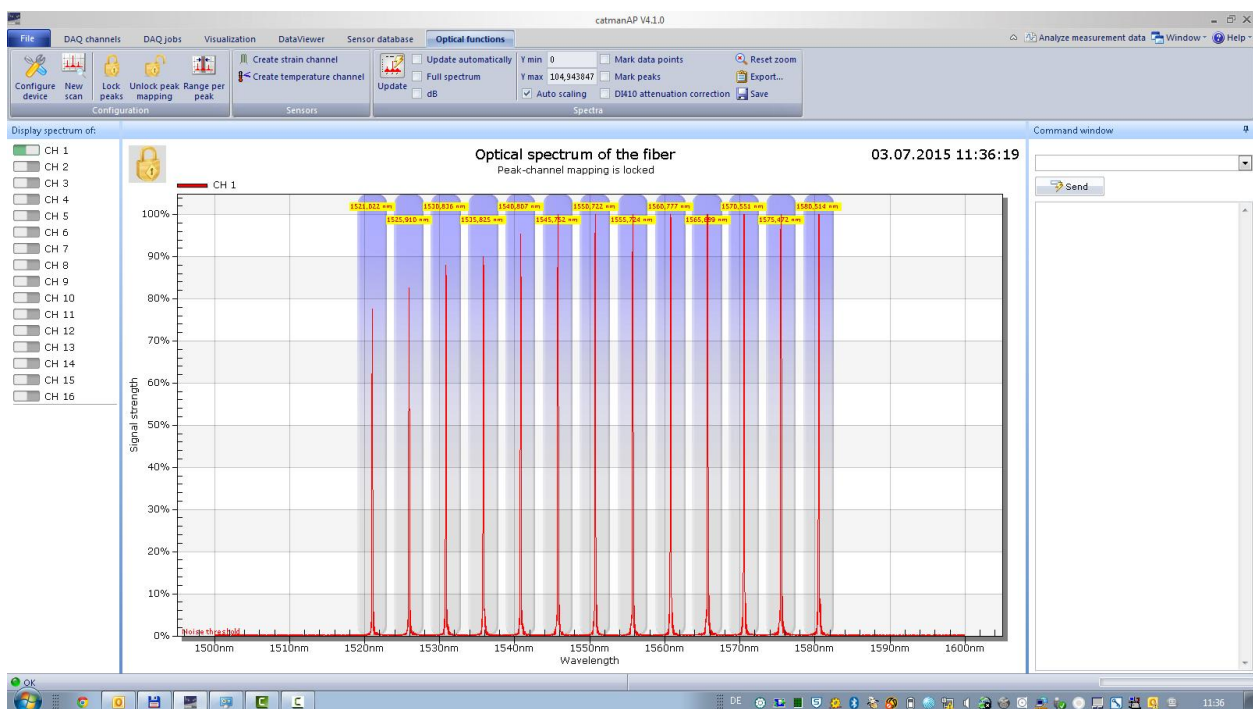 catmanAP V4.1.0
File DAQ channels DAQ jobs Visualization DataViewer Sensor database Optical functions Analyze measurement data Window Help
Configure device
New scan
Lock peaks
Unlock peak mapping
Range per peak
Configuration
Create strain channel
Create temperature channel
Sensors
Update
Update automatically
Full spectrum
dB
Y min 0
Y max 104,943847
Auto scaling
Mark data points
Mark peaks
DI410 attenuation correction
Reset zoom
Export...
Save
Spectra
Display spectrum of:
CH 1
CH 2
CH 3
CH 4
CH 5
CH 6
CH 7
CH 8
CH 9
CH 10
CH 11
CH 12
CH 13
CH 14
CH 15
CH 16
Optical spectrum of the fiber
Peak-channel mapping is locked
03.07.2015 11:36:19
CH 1
1521,022 nm 1530,836 nm 1540,807 nm 1550,722 nm 1560,777 nm 1570,551 nm 1580,514 nm
1525,910 nm 1535,825 nm 1545,752 nm 1555,724 nm nm 1575,472 nm
100%
90%
80%
70%
60%
50%
40%
30%
20%
10%
0%
Signal strength
Noise threshold
1500nm 1510nm 1520nm 1530nm 1540nm 1550nm 1560nm 1570nm 1580nm 1590nm 1600nm
Wavelength
Command window
Send
OK
DE
11:36